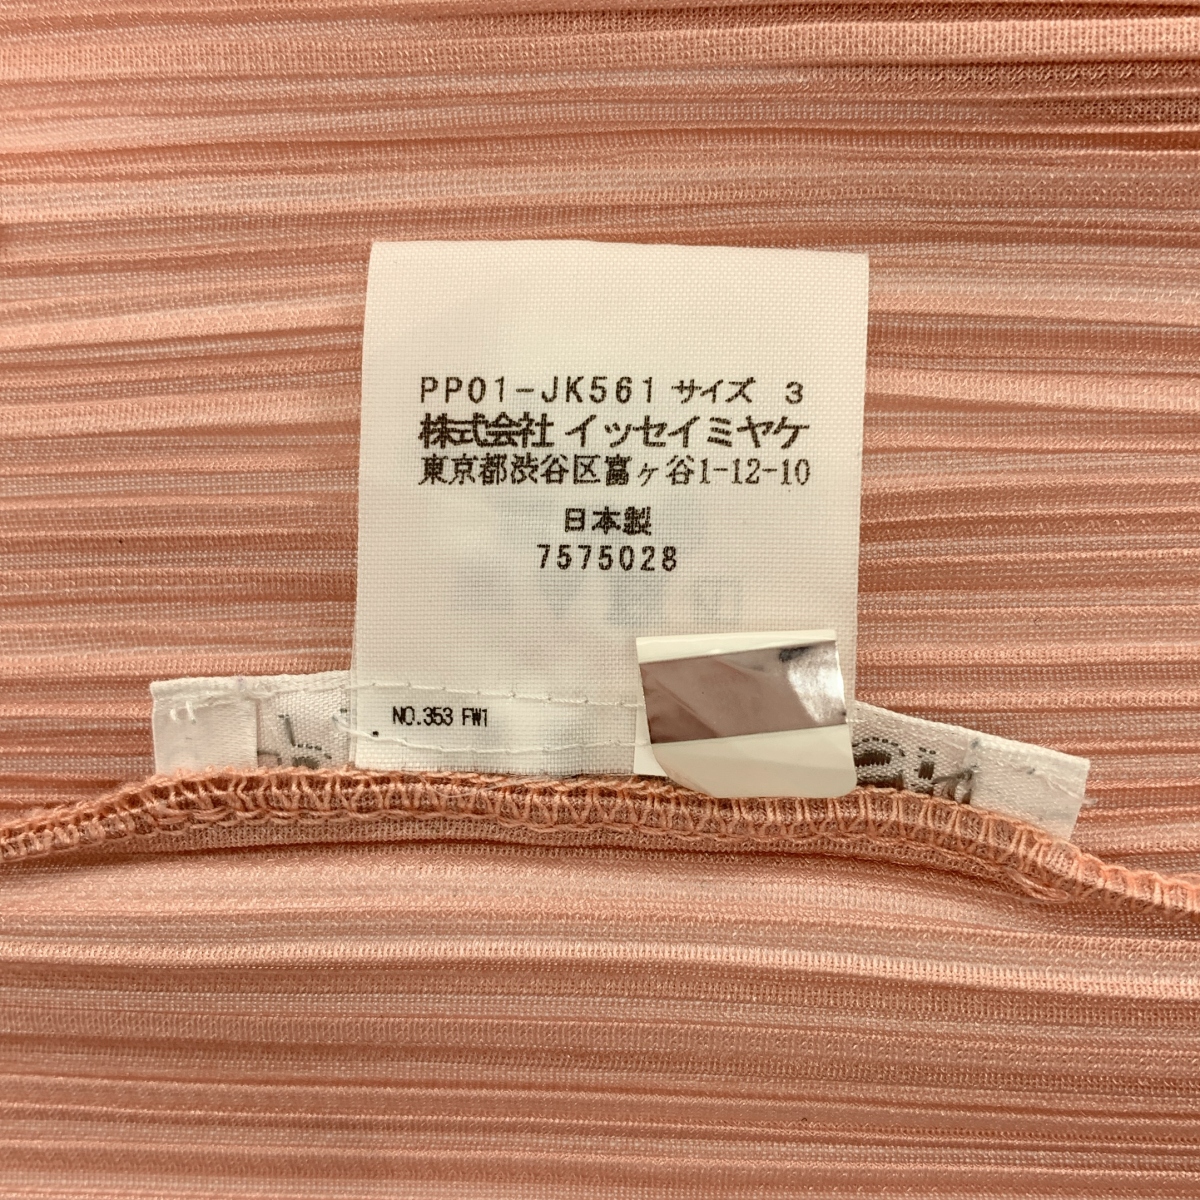 PP01-JK561 サイズ 3
株式会社 イッセイミヤケ
東京都渋谷区富ヶ谷1-12-10
日本製
7575028
NO.353 FW1